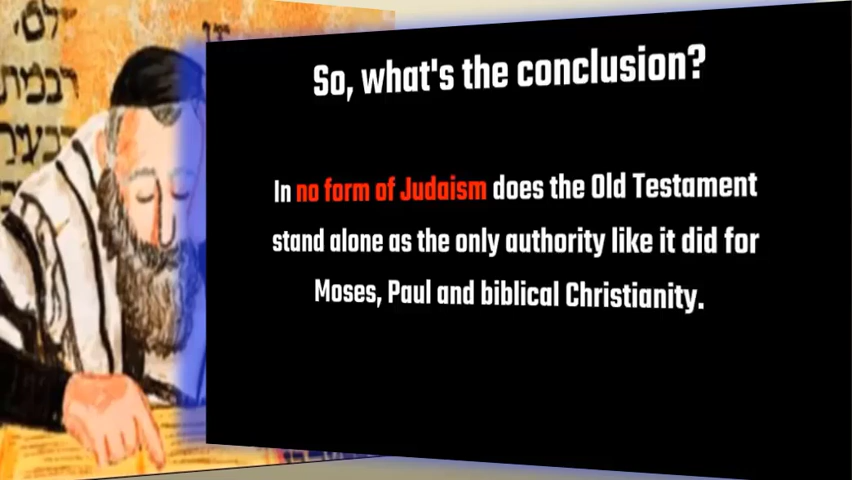 So, what's the conclusion?
In no form of Judaism does the Old Testament
stand alone as the only authority like it did for
Moses, Paul and biblical Christianity.